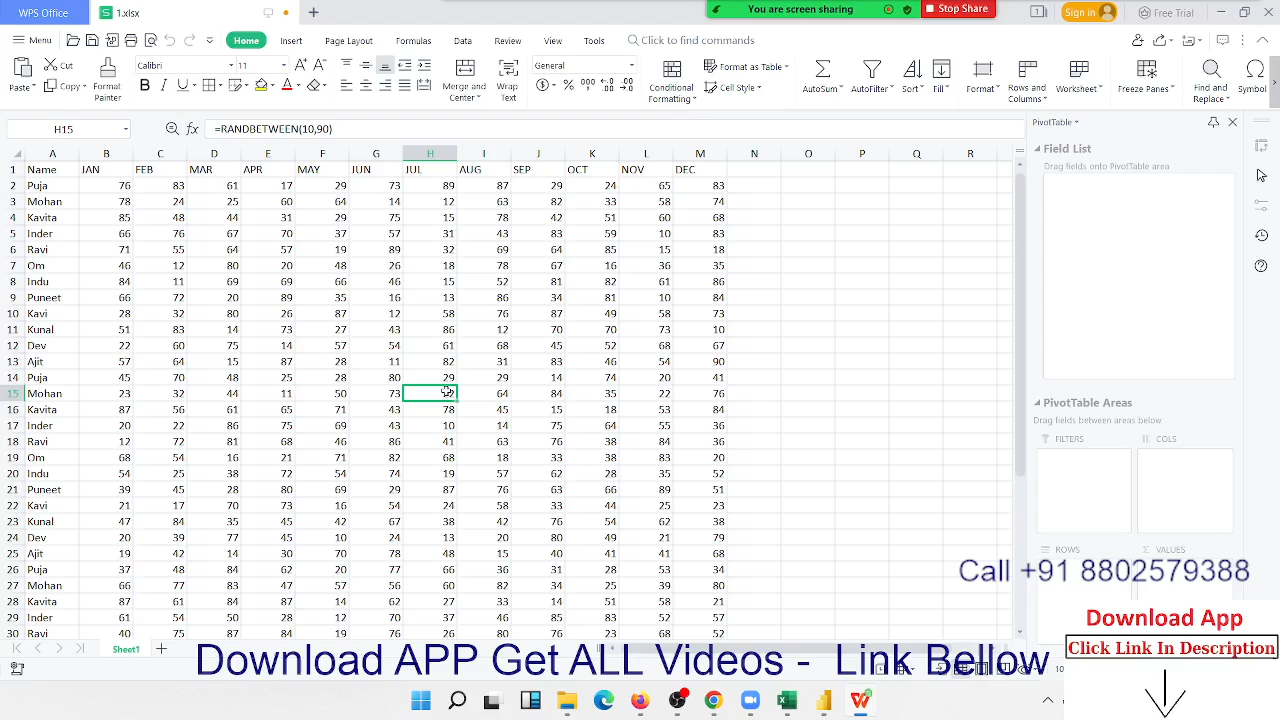 WPS Office 1.xlsx You are screen sharing Stop Share Sign in Free Trial
Menu Home Insert Page Layout Formulas Data Review View Tools Click to find commands
Paste Cut Copy Format Painter Calibri 11 Merge and Center Wrap Text General Conditional Formatting Format as Table Cell Style AutoSum AutoFilter Sort Fill Format Rows and Columns Worksheet Freeze Panes Find and Replace Symbol
H15 fx =RANDBETWEEN(10,90)
A B C D E F G H I J K L M N O P Q R
1 Name JAN FEB MAR APR MAY JUL AUG SEP OCT NOV DEC
2 Puja 76 83 61 17 29 73 89 87 29 24 65 83
3 Mohan 78 24 25 60 64 14 12 63 82 33 58 74
4 Kavita 65 84 44 31 29 75 15 78 42 51 60 68
5 Inder 66 76 33 70 37 57 31 43 83 59 10 83
6 Ravi 71 55 64 57 19 89 32 69 64 85 15 18
7 Om 46 12 80 20 48 26 18 87 67 16 36 35
8 Indu 84 11 69 49 36 57 15 52 81 82 61 86
9 Puneet 66 72 20 89 35 16 13 86 34 81 10 84
10 Kavi 28 32 80 26 87 12 58 76 87 49 58 73
11 Kunal 51 83 14 73 27 43 86 12 70 70 73 10
12 Dev 22 60 75 14 57 54 61 48 45 52 68 67
13 Ajit 57 64 15 87 28 11 82 31 83 46 54 90
14 Puja 45 70 48 25 28 80 29 29 14 74 20 41
15 Mohan 23 32 44 11 50 73 64 84 35 22 76
16 Kavita 87 56 61 65 71 43 78 45 51 18 53 84
17 Inder 20 22 86 75 69 43 14 75 64 55 36
18 Ravi 12 72 81 68 46 86 41 63 76 38 84 36
19 Om 68 54 16 21 71 82 68 33 10 38 83 20
20 Indu 54 25 38 72 54 74 19 57 62 28 35 52
21 Puneet 39 45 28 80 69 29 87 76 63 66 89 51
22 Kavi 21 17 70 73 16 54 24 80 54 47 66 23
23 Kunal 47 84 35 45 42 67 38 13 24 54 62 13
24 Dev 20 39 77 45 10 24 13 80 49 41 21 79
25 Ajit 19 42 14 30 70 78 48 15 40 80 41 68
26 Puja 37 48 84 62 20 77 36 31 28 53 34
27 Mohan 66 77 83 47 56 32 82 34 25 39 80
28 Kavita 87 61 84 87 14 62 27 33 14 51 58 21
29 Inder 61 69 31 66 70 45 66 51 46 38 57
30 Ravi 40 75 87 34 19 76 80 76 23 68 52
PivotTable
Field List
Drag fields onto PivotTable area
PivotTable Areas
Drag fields between areas below
FILTERS COLS
ROWS VALUES
Call +91 8802579388
Download App
Click Link In Description
Sheet1
Download APP Get ALL Videos - Link Bellow